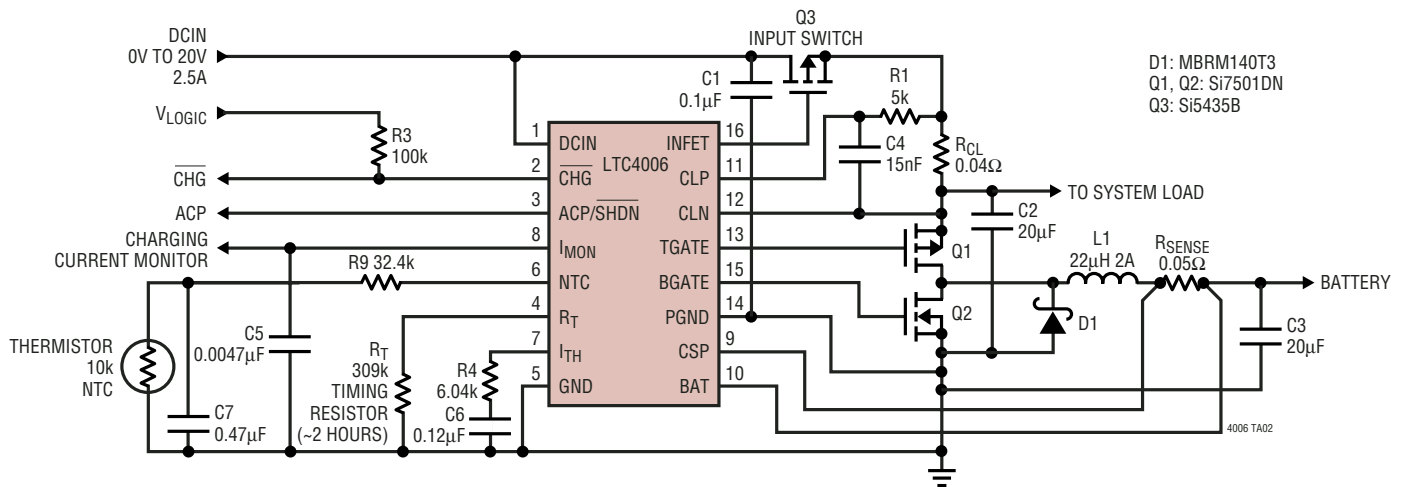 DCIN
0V TO 20V
2.5A
Q3
INPUT SWITCH
D1: MBRM140T3
Q1, Q2: Si7501DN
Q3: Si5435B
VLOGIC
R3
100k
C1
0.1µF
R1
5k
C4
15nF
RCL
0.04Ω
CHG
ACP
CHARGING
CURRENT MONITOR
R9 32.4k
LTC4006
1 DCIN
2 CHG
3 ACP/SHDN
8 IMON
6 NTC
4 RT
7 ITH
5 GND
INFET 16
CLP 11
CLN 12
TGATE 13
BGATE 15
PGND 14
CSP 9
BAT 10
TO SYSTEM LOAD
C2
20µF
Q1
Q2
L1
22µH 2A
RSENSE
0.05Ω
BATTERY
D1
C3
20µF
THERMISTOR
10k
NTC
C5
0.0047µF
C7
0.47µF
RT
309k
TIMING
RESISTOR
(~2 HOURS)
R4
6.04k
C6
0.12µF
4006 TA02